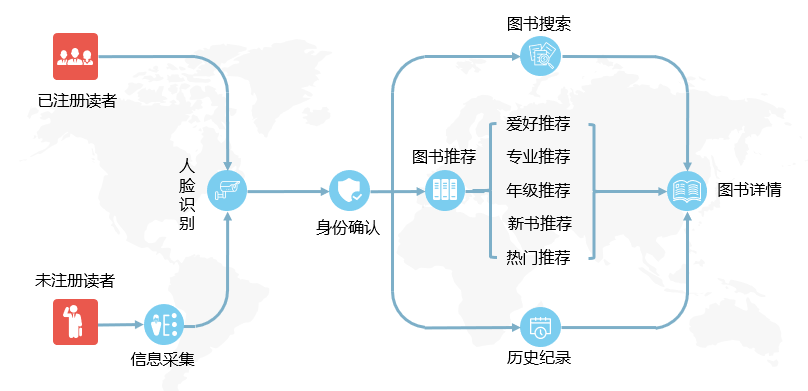 已注册读者
未注册读者
信息采集
人脸识别
身份确认
图书搜索
图书推荐
爱好推荐
专业推荐
年级推荐
新书推荐
热门推荐
历史纪录
图书详情